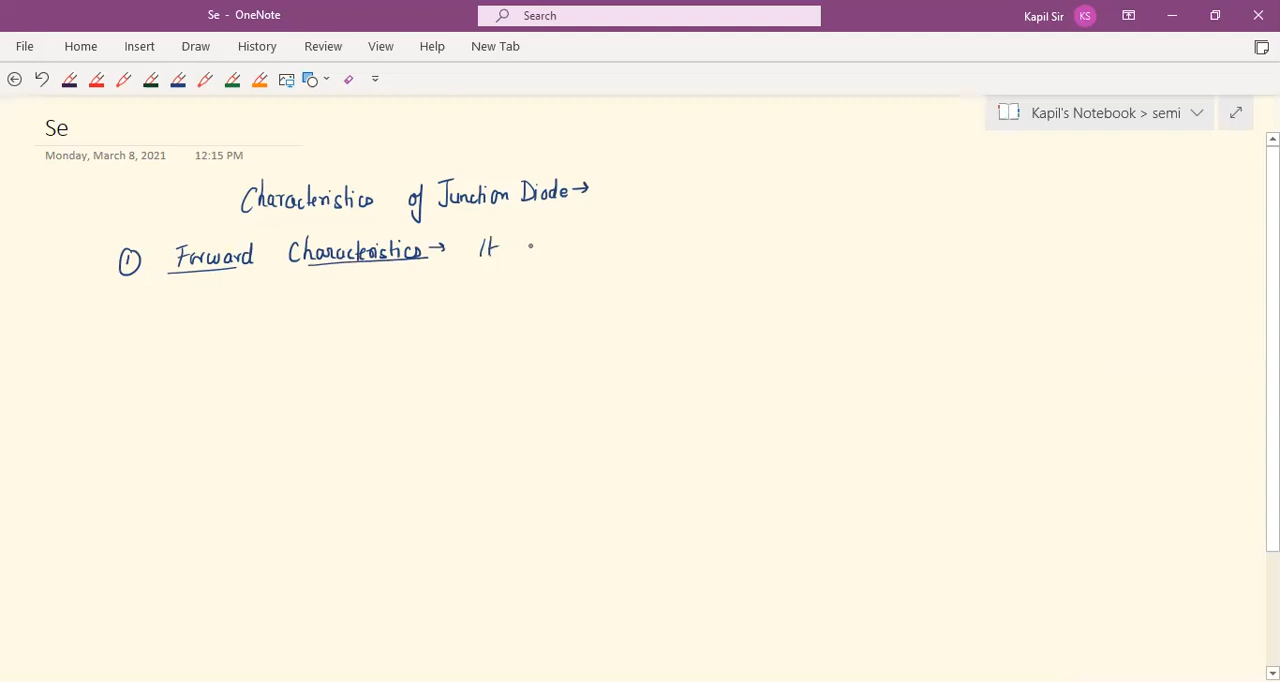 Se - OneNote
Search
Kapil Sir
KS
File Home Insert Draw History Review View Help New Tab
Kapil's Notebook > semi
Se
Monday, March 8, 2021 12:15 PM
Characteristics of Junction Diode →
① Forward Characteristics → It